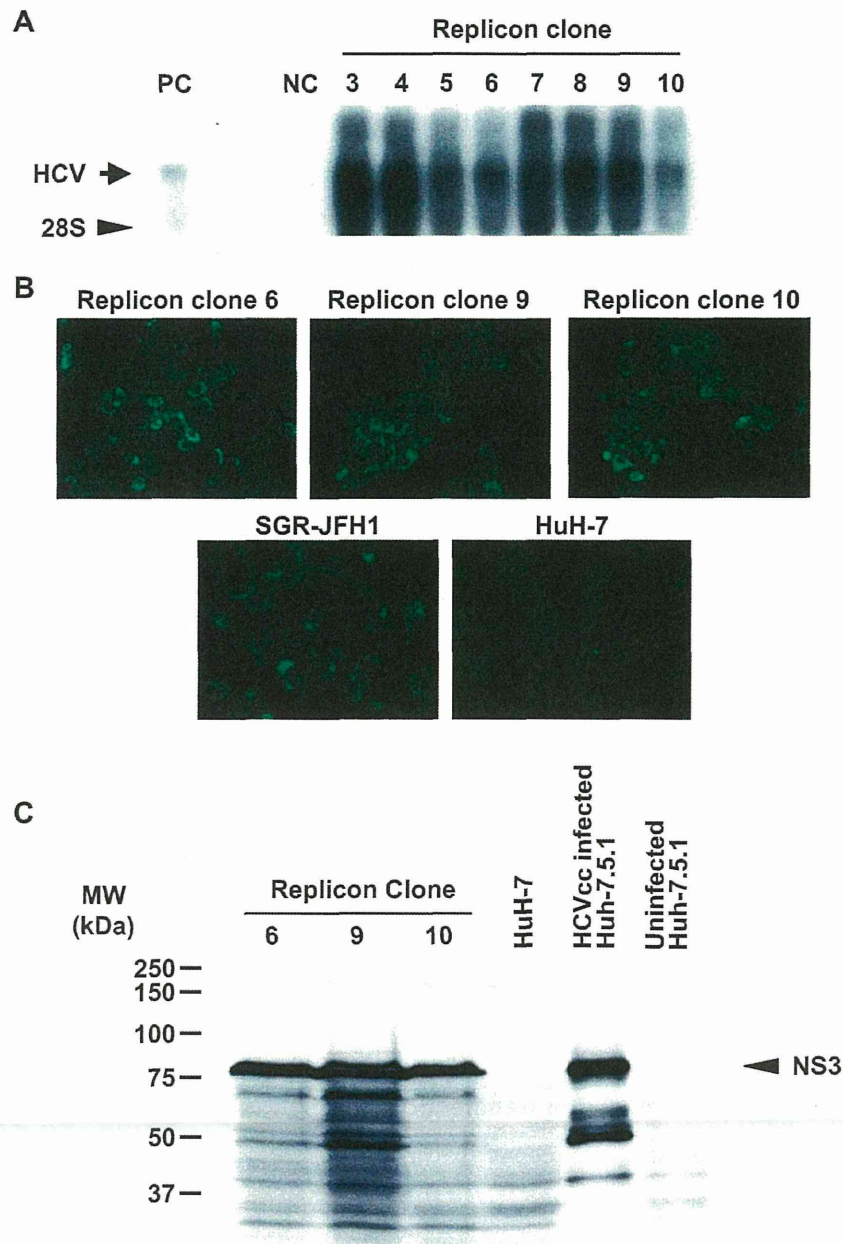 A
Replicon clone
PC NC 3 4 5 6 7 8 9 10
HCV
28S
B
Replicon clone 6 Replicon clone 9 Replicon clone 10
SGR-JFH1 HuH-7
C
MW
(kDa)
Replicon Clone
6 9 10
HuH-7
HCVcc infected
Huh-7.5.1
Uninfected
Huh-7.5.1
250
150
100
75
50
37
NS3